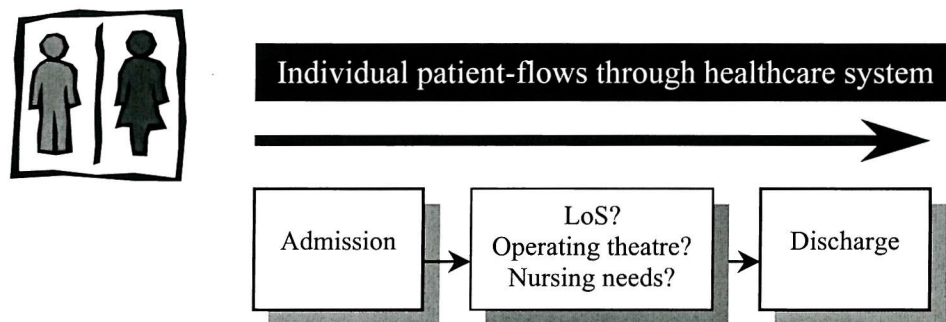 Individual patient-flows through healthcare system
Admission
LoS?
Operating theatre?
Nursing needs?
Discharge